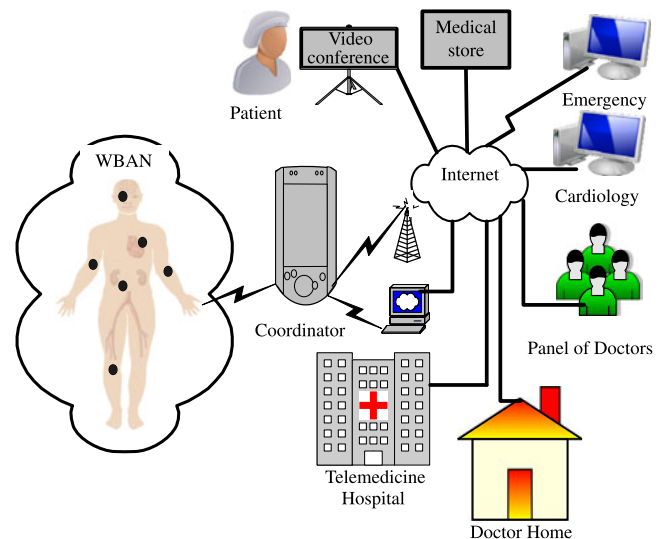 Video
conference
Medical
store
Patient
Emergency
WBAN
Internet
Cardiology
Coordinator
Panel of Doctors
Telemedicine
Hospital
Doctor Home